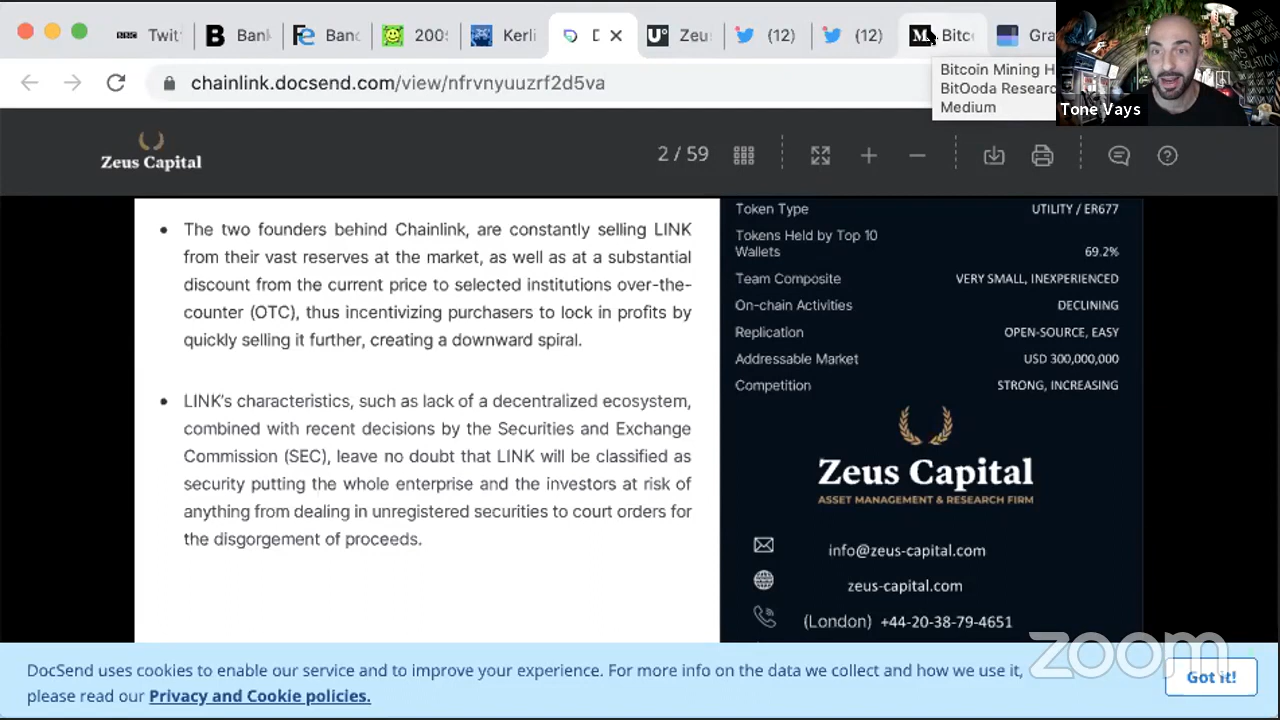 Twit
Banl
Banc
200!
Kerli
D
Zeu
(12)
(12)
Bitc
Gra
chainlink.docsend.com/view/nfrvnyuuzrf2d5va
Bitcoin Mining H
BitOoda Researc
Medium
Tone Vays
Zeus Capital
2 / 59
• The two founders behind Chainlink, are constantly selling LINK
from their vast reserves at the market, as well as at a substantial
discount from the current price to selected institutions over-the-
counter (OTC), thus incentivizing purchasers to lock in profits by
quickly selling it further, creating a downward spiral.
• LINK's characteristics, such as lack of a decentralized ecosystem,
combined with recent decisions by the Securities and Exchange
Commission (SEC), leave no doubt that LINK will be classified as
security putting the whole enterprise and the investors at risk of
anything from dealing in unregistered securities to court orders for
the disgorgement of proceeds.
Token Type UTILITY / ER677
Tokens Held by Top 10
Wallets 69.2%
Team Composite VERY SMALL, INEXPERIENCED
On-chain Activities DECLINING
Replication OPEN-SOURCE, EASY
Addressable Market USD 300,000,000
Competition STRONG, INCREASING
Zeus Capital
ASSET MANAGEMENT & RESEARCH FIRM
info@zeus-capital.com
zeus-capital.com
(London) +44-20-38-79-4651
zoom
DocSend uses cookies to enable our service and to improve your experience. For more info on the data we collect and how we use it,
please read our Privacy and Cookie policies.
Got it!